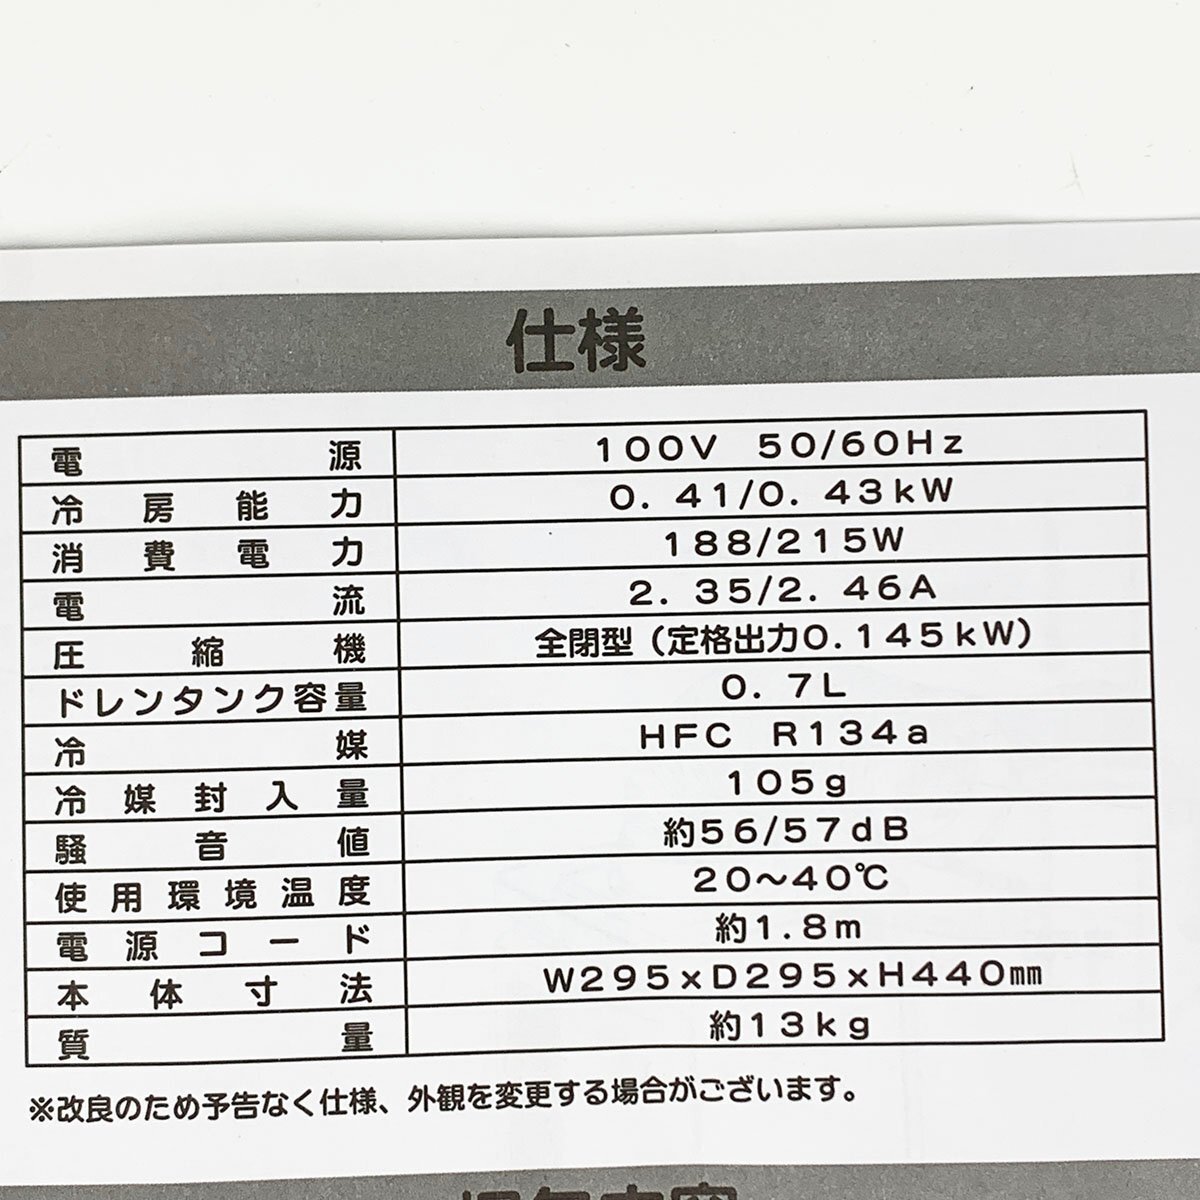 仕様
電源 100V 50/60Hz
冷房能力 0.41/0.43kW
消費電力 188/215W
電流 2.35/2.46A
圧縮機 全閉型(定格出力0.145kW)
ドレンタンク容量 0.7L
冷媒 HFC R134a
冷媒封入量 105g
騒音値 約56/57dB
使用環境温度 20～40℃
電源コード 約1.8m
本体寸法 W295xD295xH440㎜
質量 約13kg
※改良のため予告なく仕様、外観を変更する場合がございます。